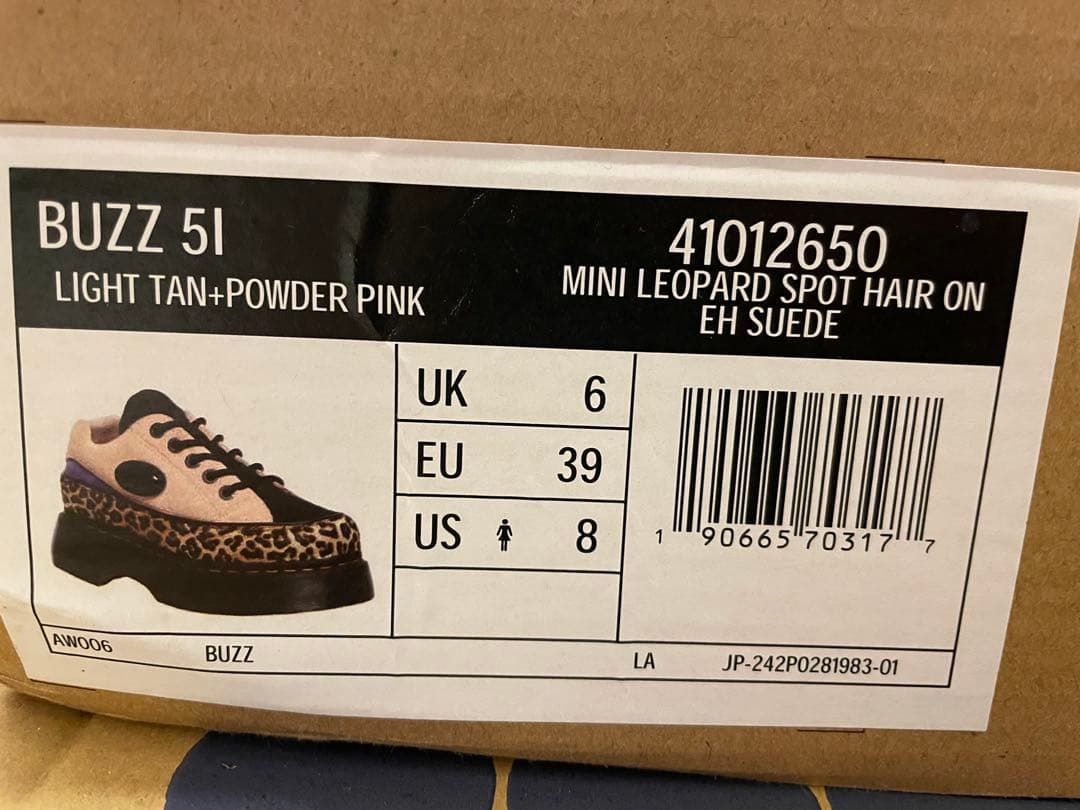 BUZZ 5I
LIGHT TAN+POWDER PINK
41012650
MINI LEOPARD SPOT HAIR ON
EH SUEDE
UK 6
EU 39
US 8
1 90665 70317 7
AW006 BUZZ LA JP-242P0281983-01